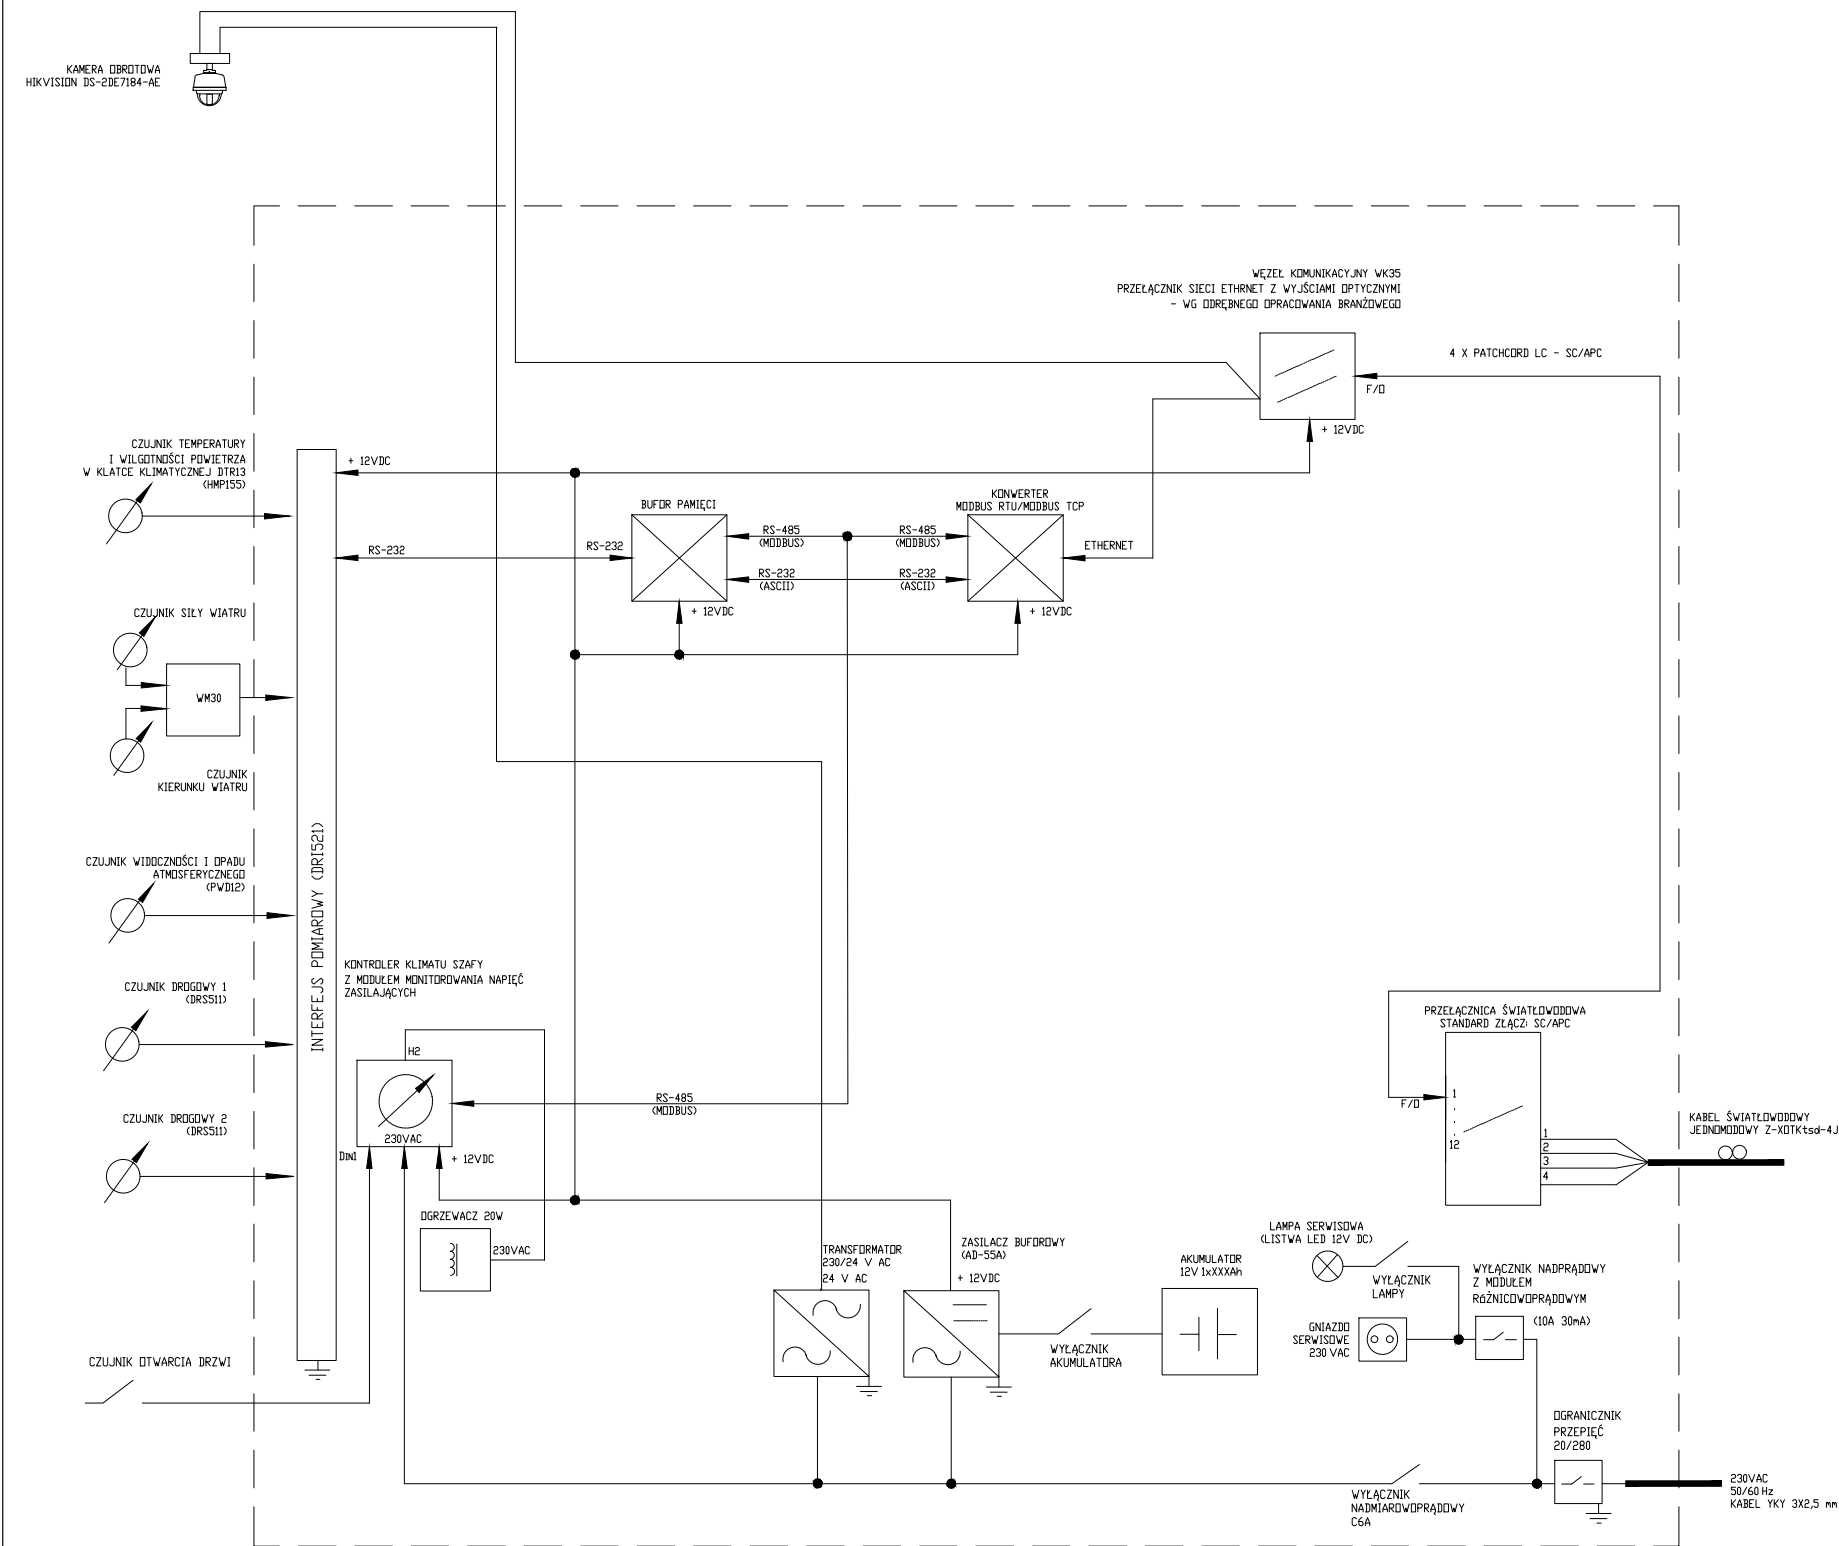 KAMERA OBROTOWA
HIKVISION DS-2DE7184-AE
WĘZEŁ KOMUNIKACYJNY WK35
PRZEŁĄCZNIK SIECI ETHRNET Z WYJŚCIAMI OPTYCZNYMI
- WG ODRĘBNEGO OPRACOWANIA BRANŻOWEGO
4 X PATCHCORD LC - SC/APC
F/O
+ 12VDC
CZUJNIK TEMPERATURY
I WILGOTNOŚCI POWIETRZA
W KLATCE KLIMATYCZNEJ DTR13
(HMP155)
+ 12VDC
BUFOR PAMIĘCI
KONWERTER
MODBUS RTU/MODBUS TCP
RS-232
RS-232
RS-485
(MODBUS)
RS-485
(MODBUS)
ETHERNET
RS-232
(ASCII)
RS-232
(ASCII)
+ 12VDC
+ 12VDC
CZUJNIK SIŁY WIATRU
WM30
CZUJNIK
KIERUNKU WIATRU
INTERFEJS POMIAROWY (DRI521)
CZUJNIK WIDOCZNOŚCI I OPADU
ATMOSFERYCZNEGO
(PWD12)
KONTROLER KLIMATU SZAFY
Z MODUŁEM MONITOROWANIA NAPIĘĆ
ZASILAJĄCYCH
CZUJNIK DROGOWY 1
(DRS511)
H2
230VAC
RS-485
(MODBUS)
DIN1
+ 12VDC
CZUJNIK DROGOWY 2
(DRS511)
PRZEŁĄCZNICA ŚWIATŁOWODOWA
STANDARD ZŁĄCZ: SC/APC
F/O
1
.
.
.
12
1
2
3
4
KABEL ŚWIATŁOWODOWY
JEDNOMODOWY Z-XOTKtsd-4J
OGRZEWACZ 20W
230VAC
TRANSFORMATOR
230/24 V AC
24 V AC
ZASILACZ BUFOROWY
(AD-55A)
+ 12VDC
WYŁĄCZNIK
AKUMULATORA
AKUMULATOR
12V 1xXXXAh
LAMPA SERWISOWA
(LISTWA LED 12V DC)
WYŁĄCZNIK
LAMPY
WYŁĄCZNIK NADPRĄDOWY
Z MODUŁEM
RÓŻNICOWOPRĄDOWYM
(10A 30mA)
GNIAZDO
SERWISOWE
230 VAC
CZUJNIK OTWARCIA DRZWI
OGRANICZNIK
PRZEPIĘĆ
20/280
WYŁĄCZNIK
NADMIAROWOPRĄDOWY
C6A
230VAC
50/60 Hz
KABEL YKY 3X2,5 mm